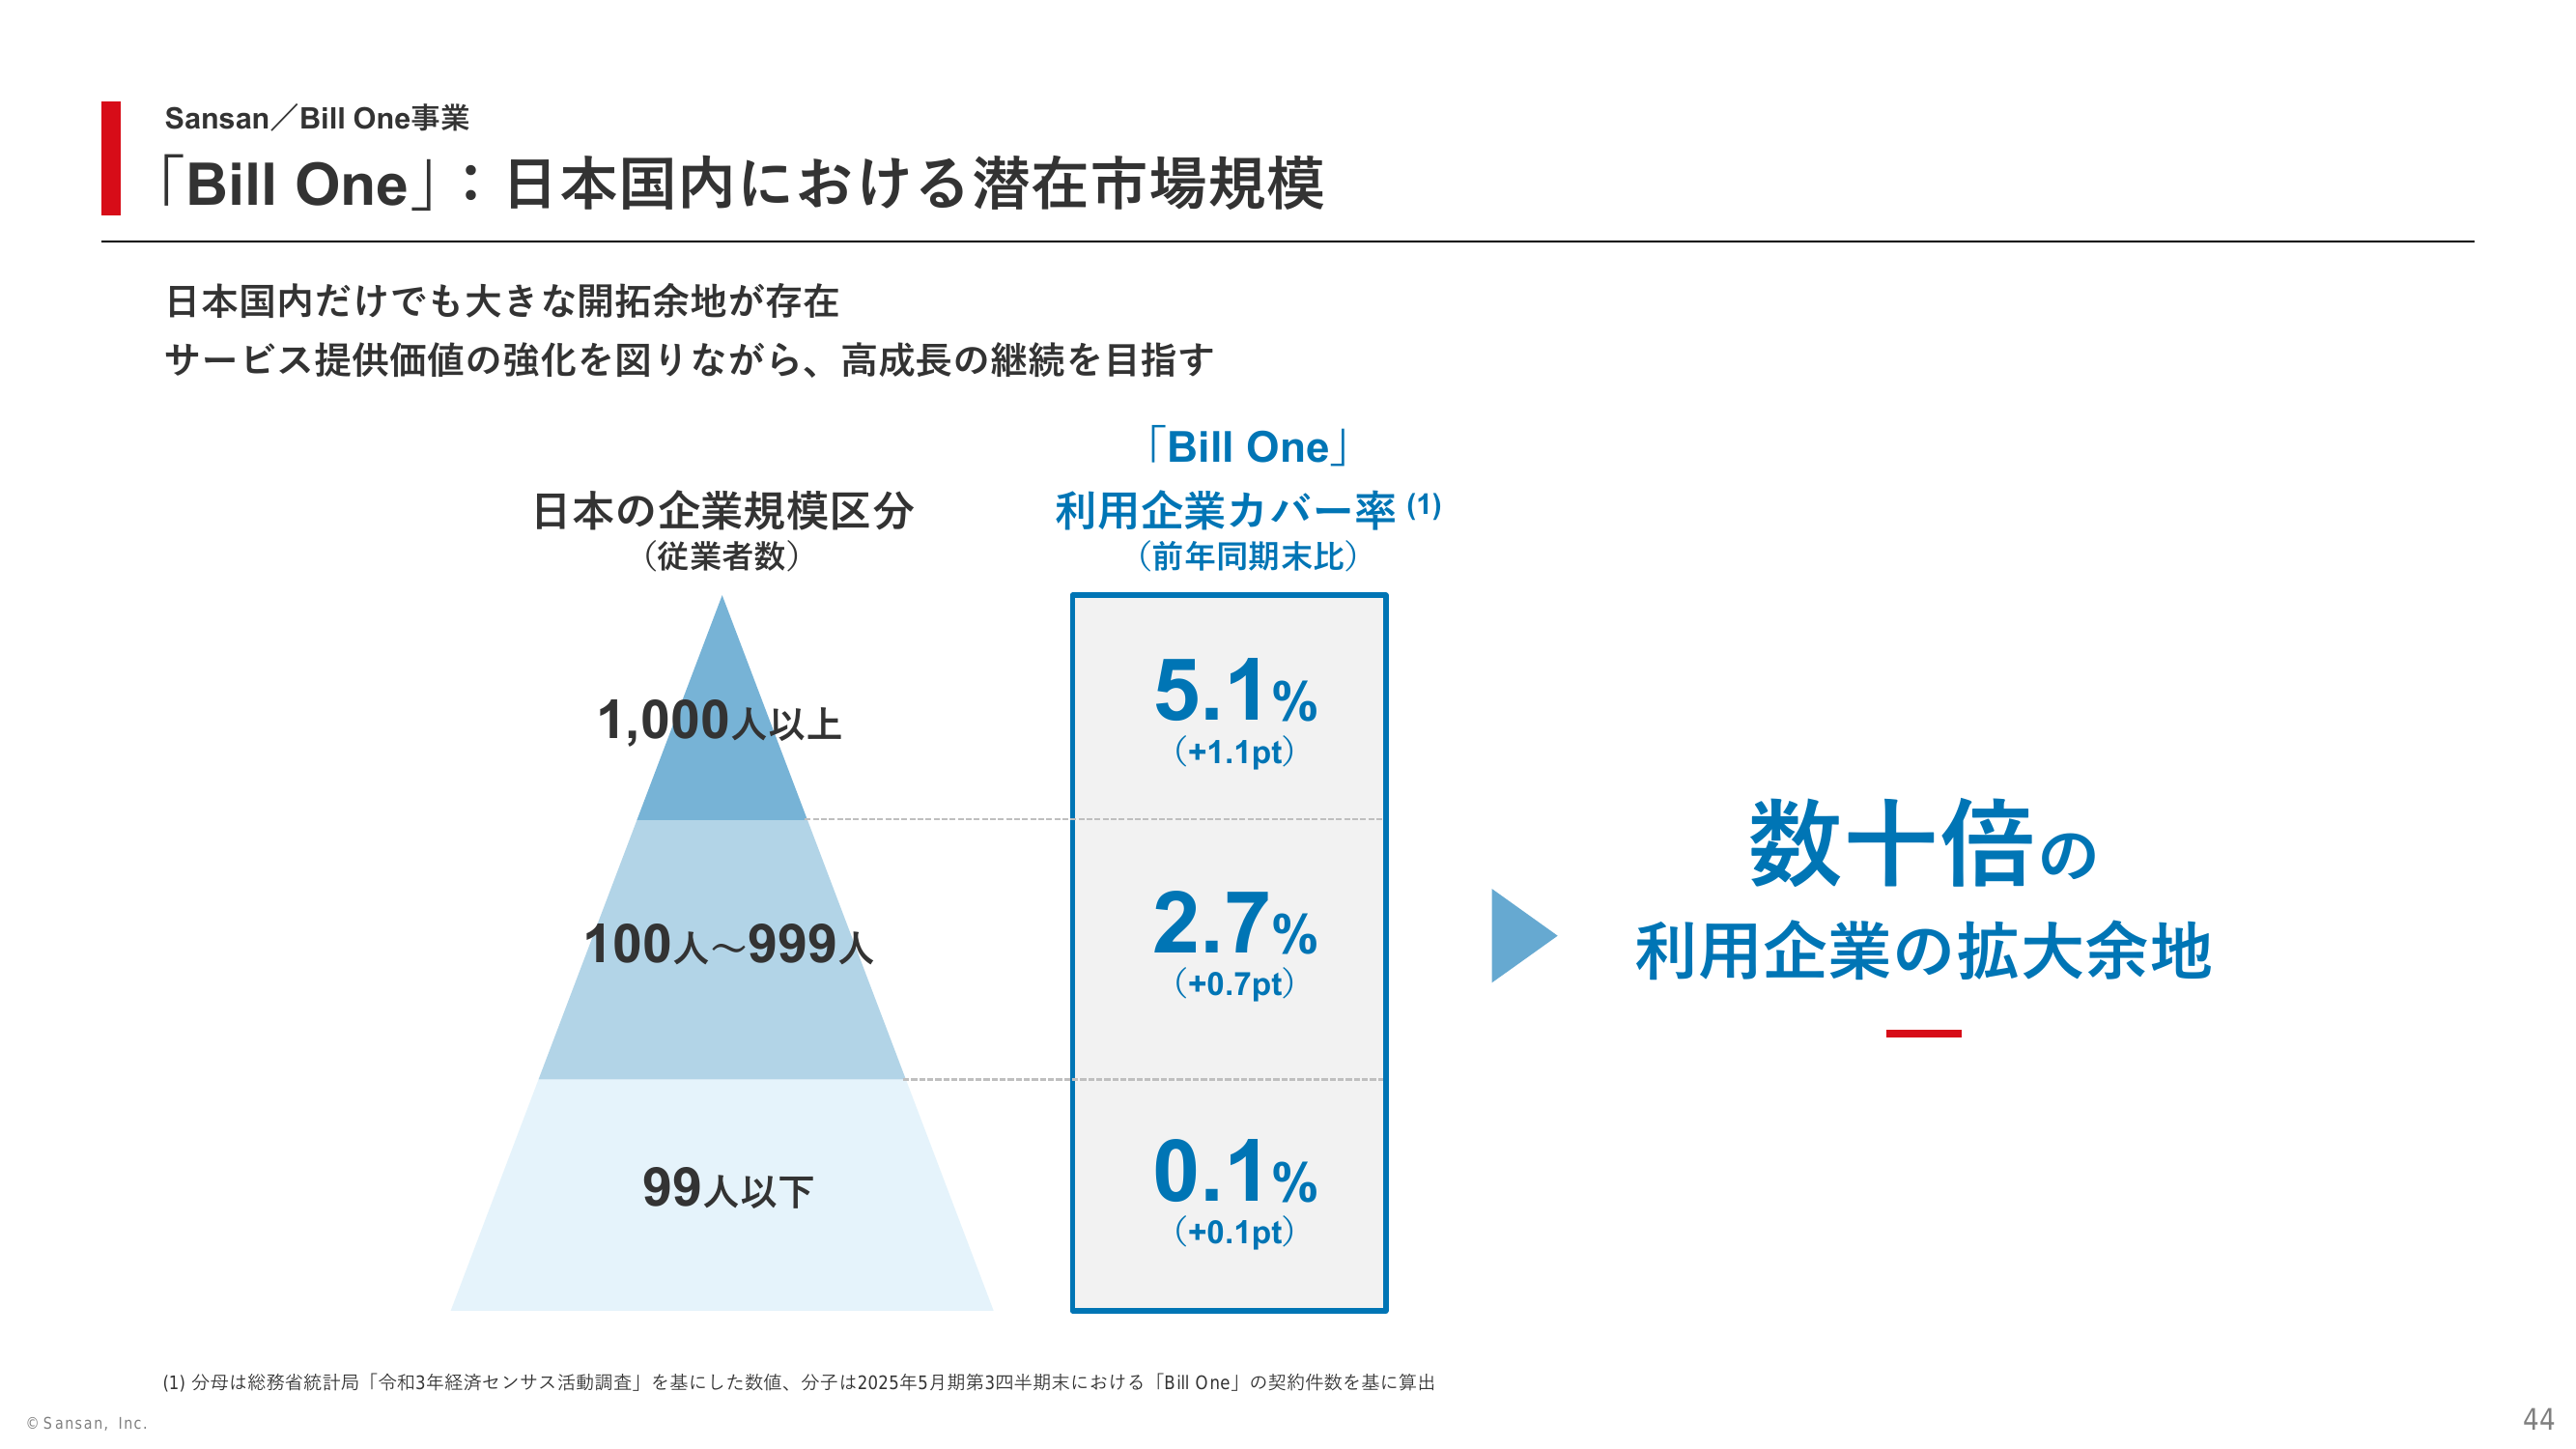 Sansan／Bill One事業
「Bill One」：日本国内における潜在市場規模
日本国内だけでも大きな開拓余地が存在
サービス提供価値の強化を図りながら、高成長の継続を目指す
日本の企業規模区分
（従業者数）
「Bill One」
利用企業カバー率 (1)
（前年同期末比）
1,000人以上
5.1%
（+1.1pt）
100人～999人
2.7%
（+0.7pt）
99人以下
0.1%
（+0.1pt）
数十倍の
利用企業の拡大余地
(1) 分母は総務省統計局「令和3年経済センサス活動調査」を基にした数値、分子は2025年5月期第3四半期末における「Bill One」の契約件数を基に算出
© Sansan, Inc.
44